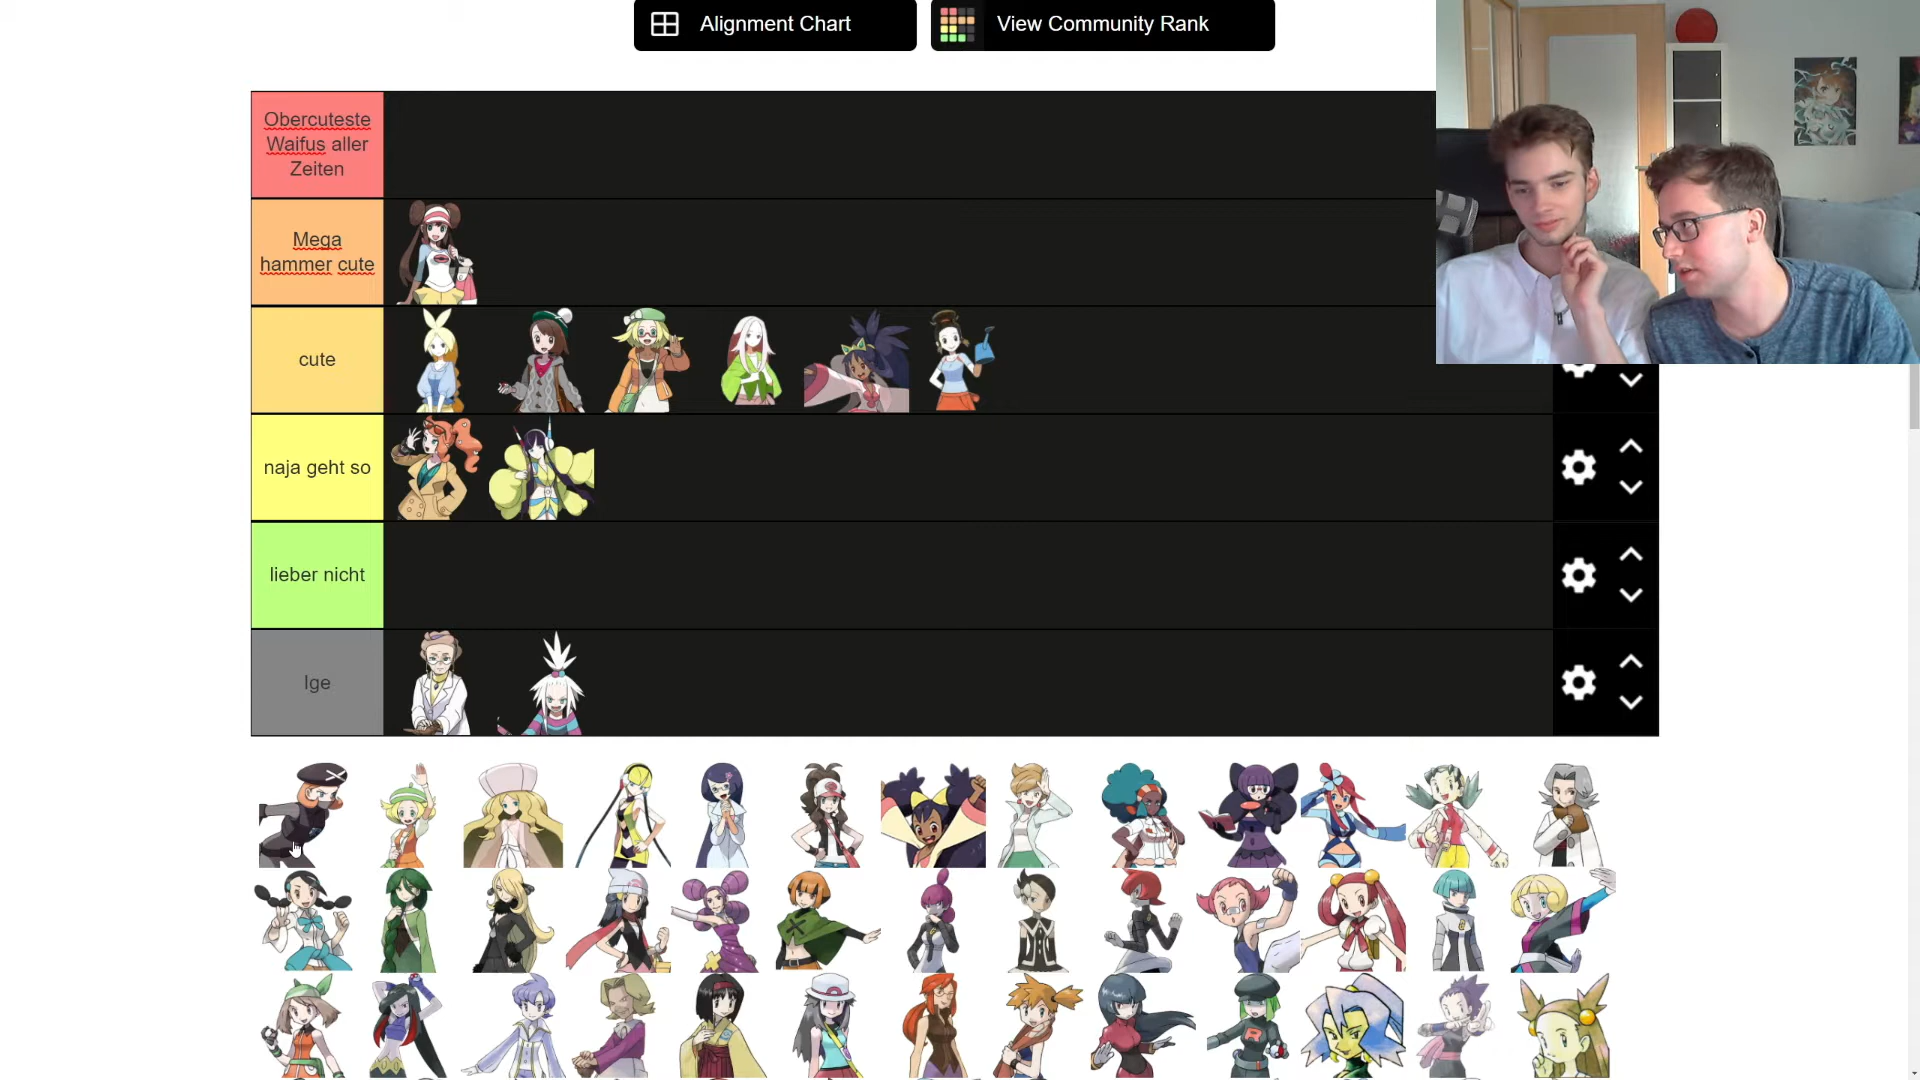 Alignment Chart
View Community Rank
Obercuteste
Waifus aller
Zeiten
Mega
hammer cute
cute
naja geht so
lieber nicht
Ige
R